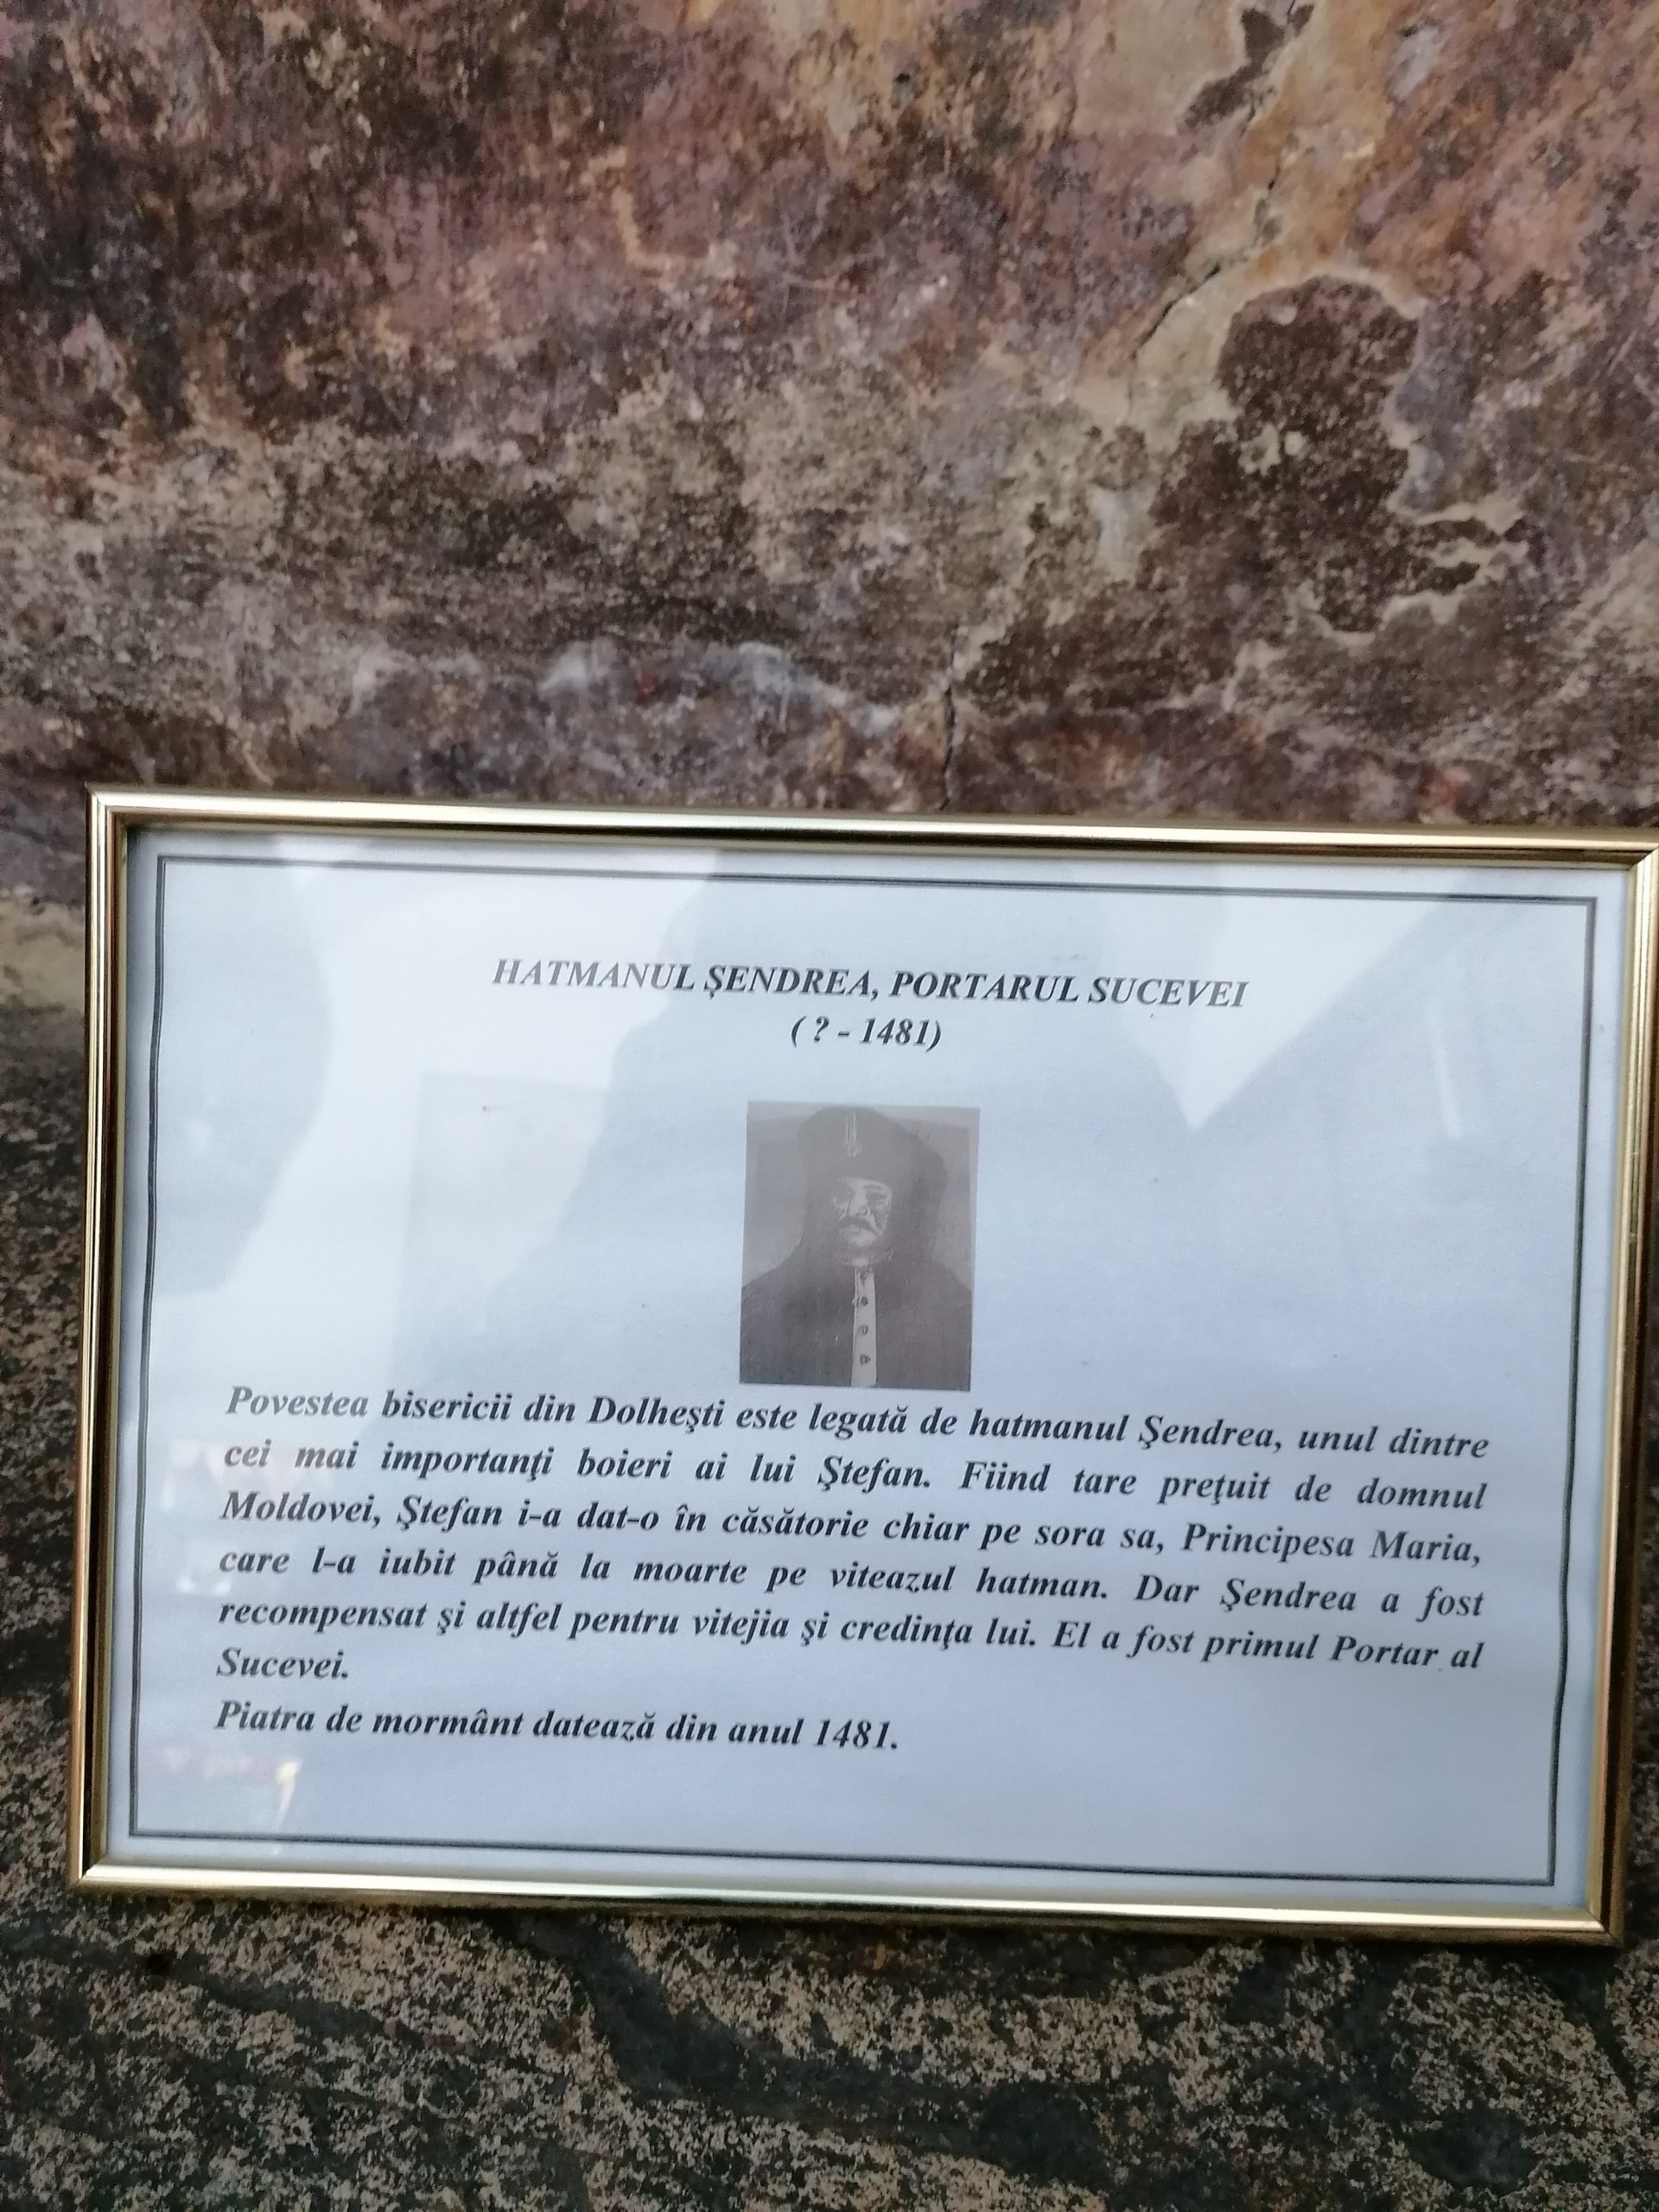 HATMANUL ȘENDREA, PORTARUL SUCEVEI
( ? - 1481)
Povestea bisericii din Dolheşti este legată de hatmanul Şendrea, unul dintre
cei mai importanţi boieri ai lui Ştefan. Fiind tare preţuit de domnul
Moldovei, Ştefan i-a dat-o în căsătorie chiar pe sora sa, Principesa Maria,
care l-a iubit până la moarte pe viteazul hatman. Dar Şendrea a fost
recompensat şi altfel pentru vitejia şi credinţa lui. El a fost primul Portar al
Sucevei.
Piatra de mormânt datează din anul 1481.